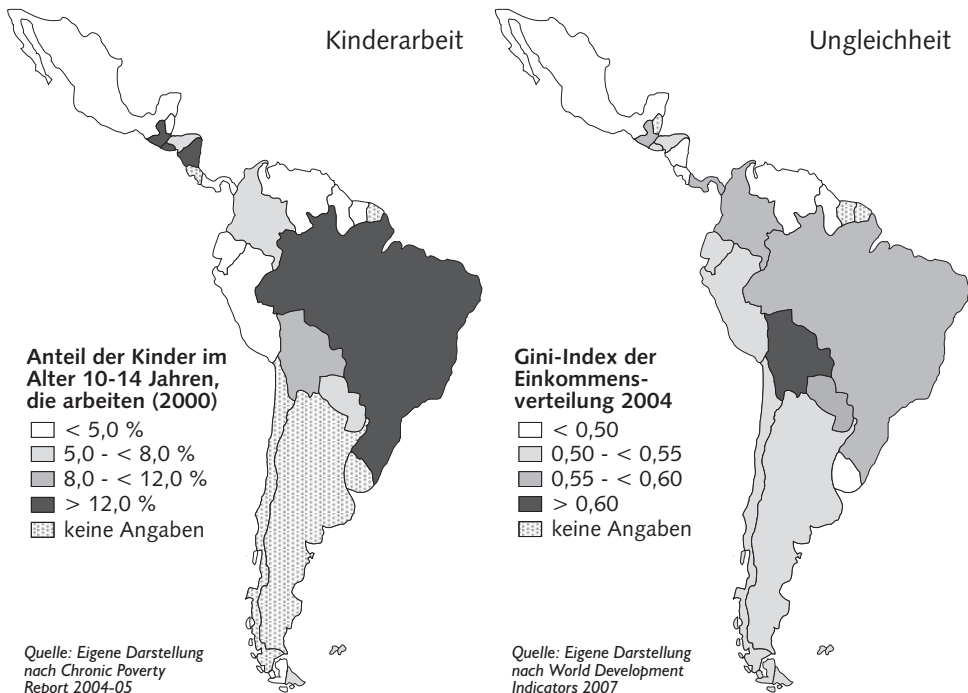 Kinderarbeit
Anteil der Kinder im
Alter 10-14 Jahren,
die arbeiten (2000)
< 5,0 %
5,0 - < 8,0 %
8,0 - < 12,0 %
> 12,0 %
keine Angaben
Quelle: Eigene Darstellung
nach Chronic Poverty
Report 2004-05
Ungleichheit
Gini-Index der
Einkommens-
verteilung 2004
< 0,50
0,50 - < 0,55
0,55 - < 0,60
> 0,60
keine Angaben
Quelle: Eigene Darstellung
nach World Development
Indicators 2007